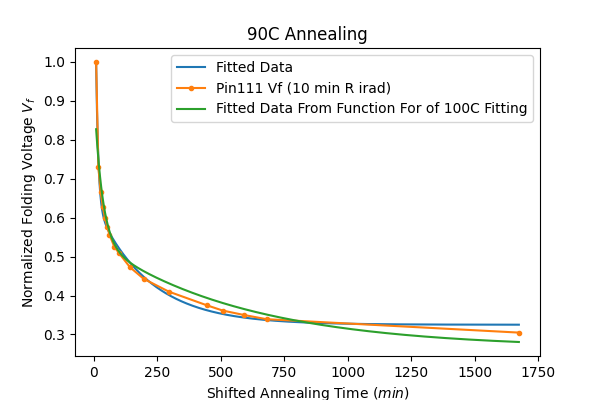 90C Annealing
Fitted Data
Pin111 Vf (10 min R irad)
Fitted Data From Function For of 100C Fitting
Normalized Folding Voltage V_f
1.0
0.9
0.8
0.7
0.6
0.5
0.4
0.3
0 250 500 750 1000 1250 1500 1750
Shifted Annealing Time (min)